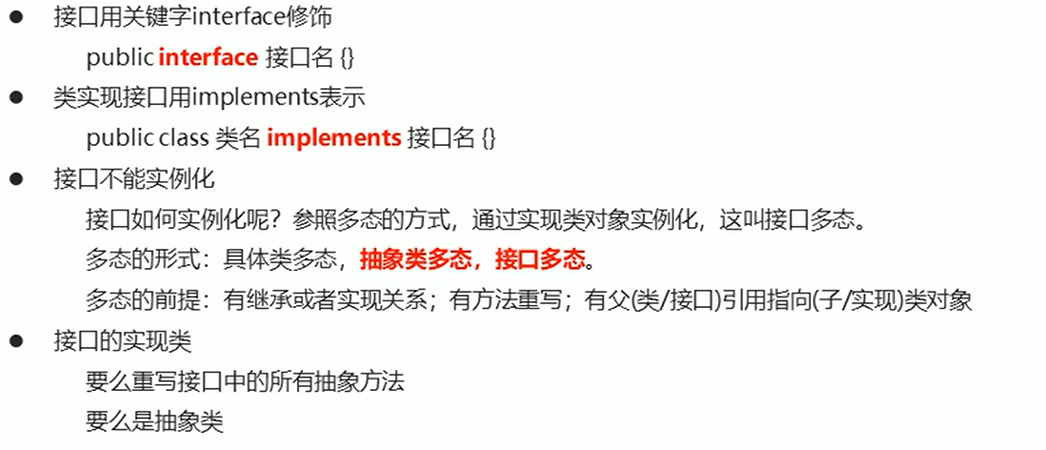 ● 接口用关键字interface修饰
public interface 接口名 {}
● 类实现接口用implements表示
public class 类名 implements 接口名 {}
● 接口不能实例化
接口如何实例化呢？参照多态的方式，通过实现类对象实例化，这叫接口多态。
多态的形式：具体类多态，抽象类多态，接口多态。
多态的前提：有继承或者实现关系；有方法重写；有父(类/接口)引用指向(子/实现)类对象
● 接口的实现类
要么重写接口中的所有抽象方法
要么是抽象类